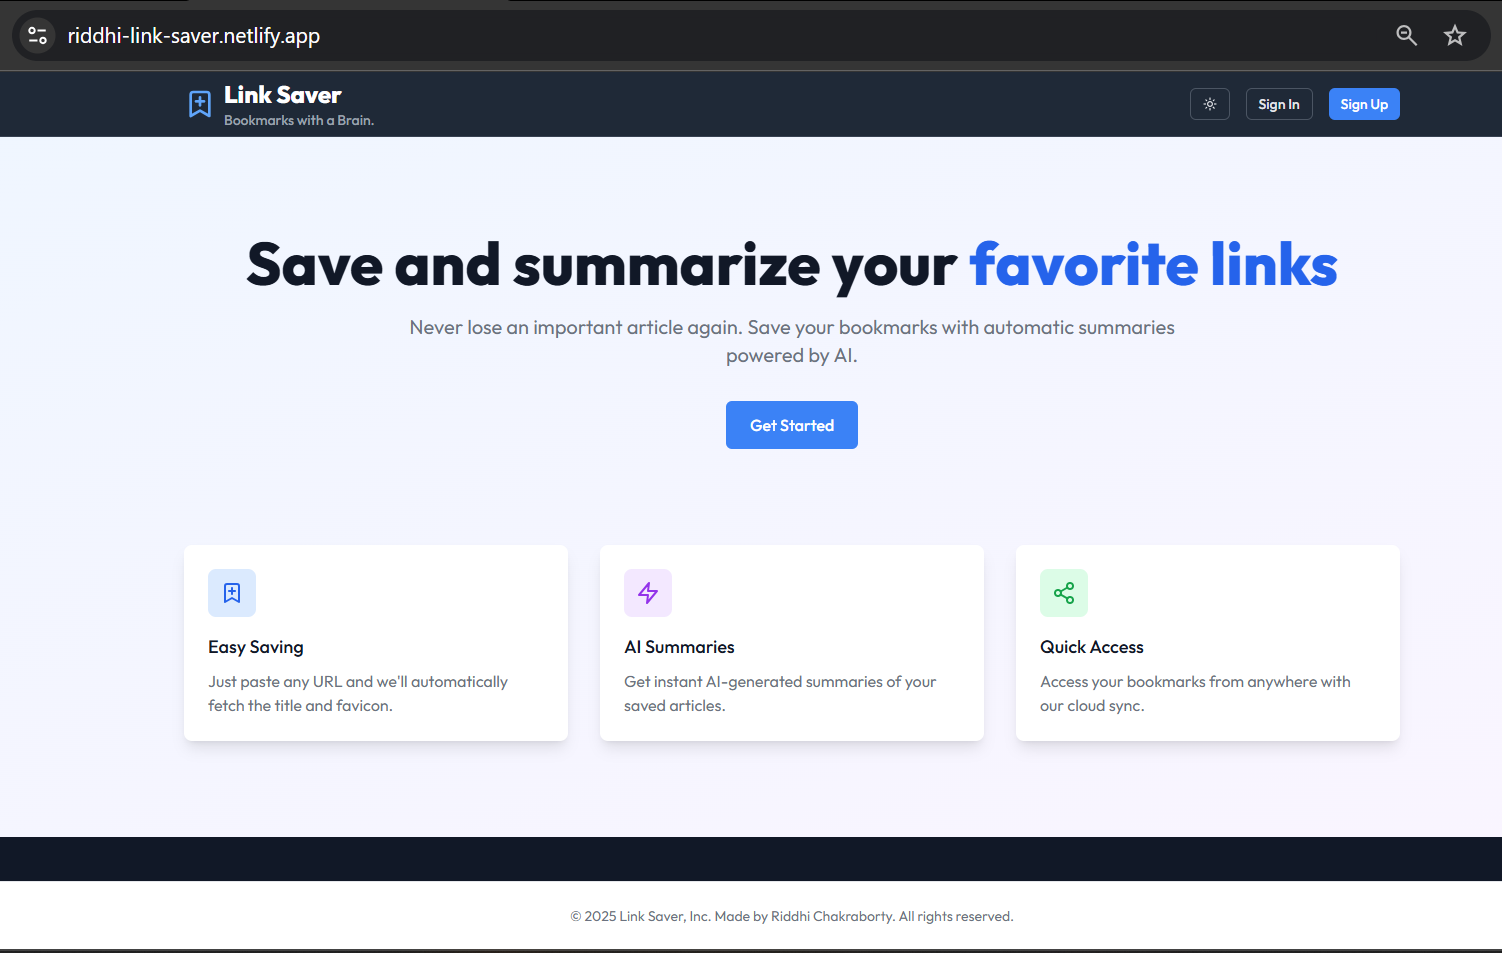 riddhi-link-saver.netlify.app
Link Saver
Bookmarks with a Brain.
Sign In
Sign Up
Save and summarize your favorite links
Never lose an important article again. Save your bookmarks with automatic summaries
powered by AI.
Get Started
Easy Saving
Just paste any URL and we'll automatically
fetch the title and favicon.
AI Summaries
Get instant AI-generated summaries of your
saved articles.
Quick Access
Access your bookmarks from anywhere with
our cloud sync.
© 2025 Link Saver, Inc. Made by Riddhi Chakraborty. All rights reserved.